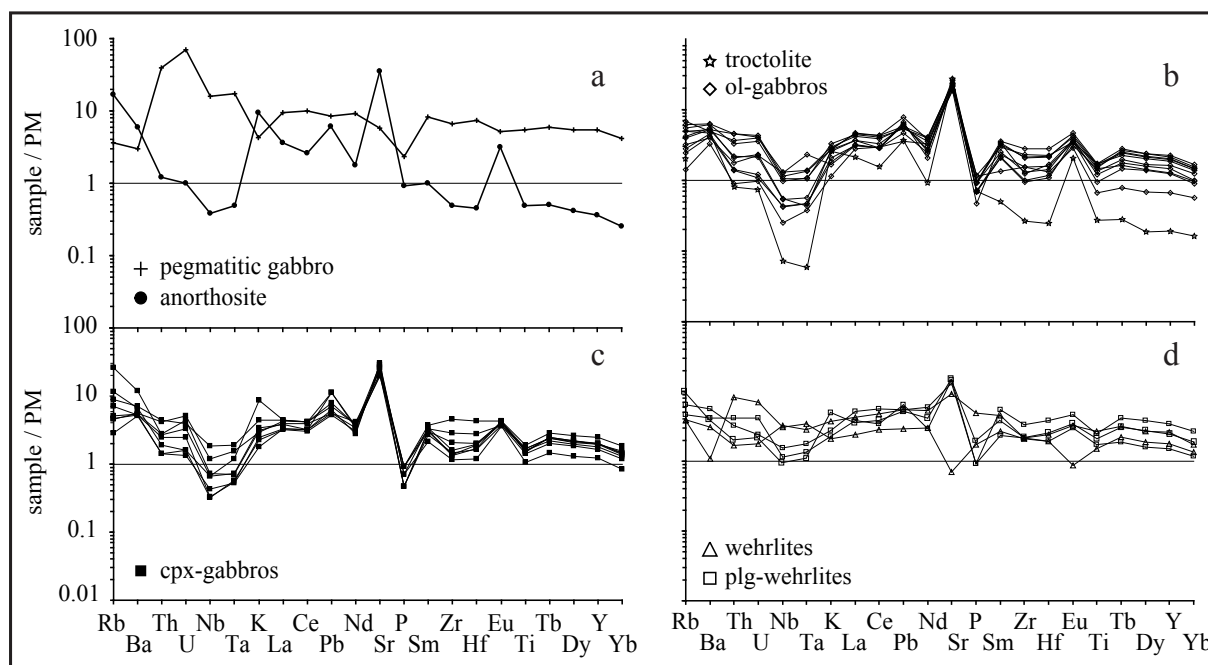 100
10
1
0.1
sample / PM
a
pegmatitic gabbro
anorthosite
b
troctolite
ol-gabbros
100
10
1
0.1
0.01
sample / PM
c
cpx-gabbros
d
wehrlites
plg-wehrlites
Rb Th Nb K Ce Nd P Zr Eu Tb Y
Ba U Ta La Pb Sr Sm Hf Ti Dy Yb
Rb Th Nb K Ce Nd P Zr Eu Tb Y
Ba U Ta La Pb Sr Sm Hf Ti Dy Yb